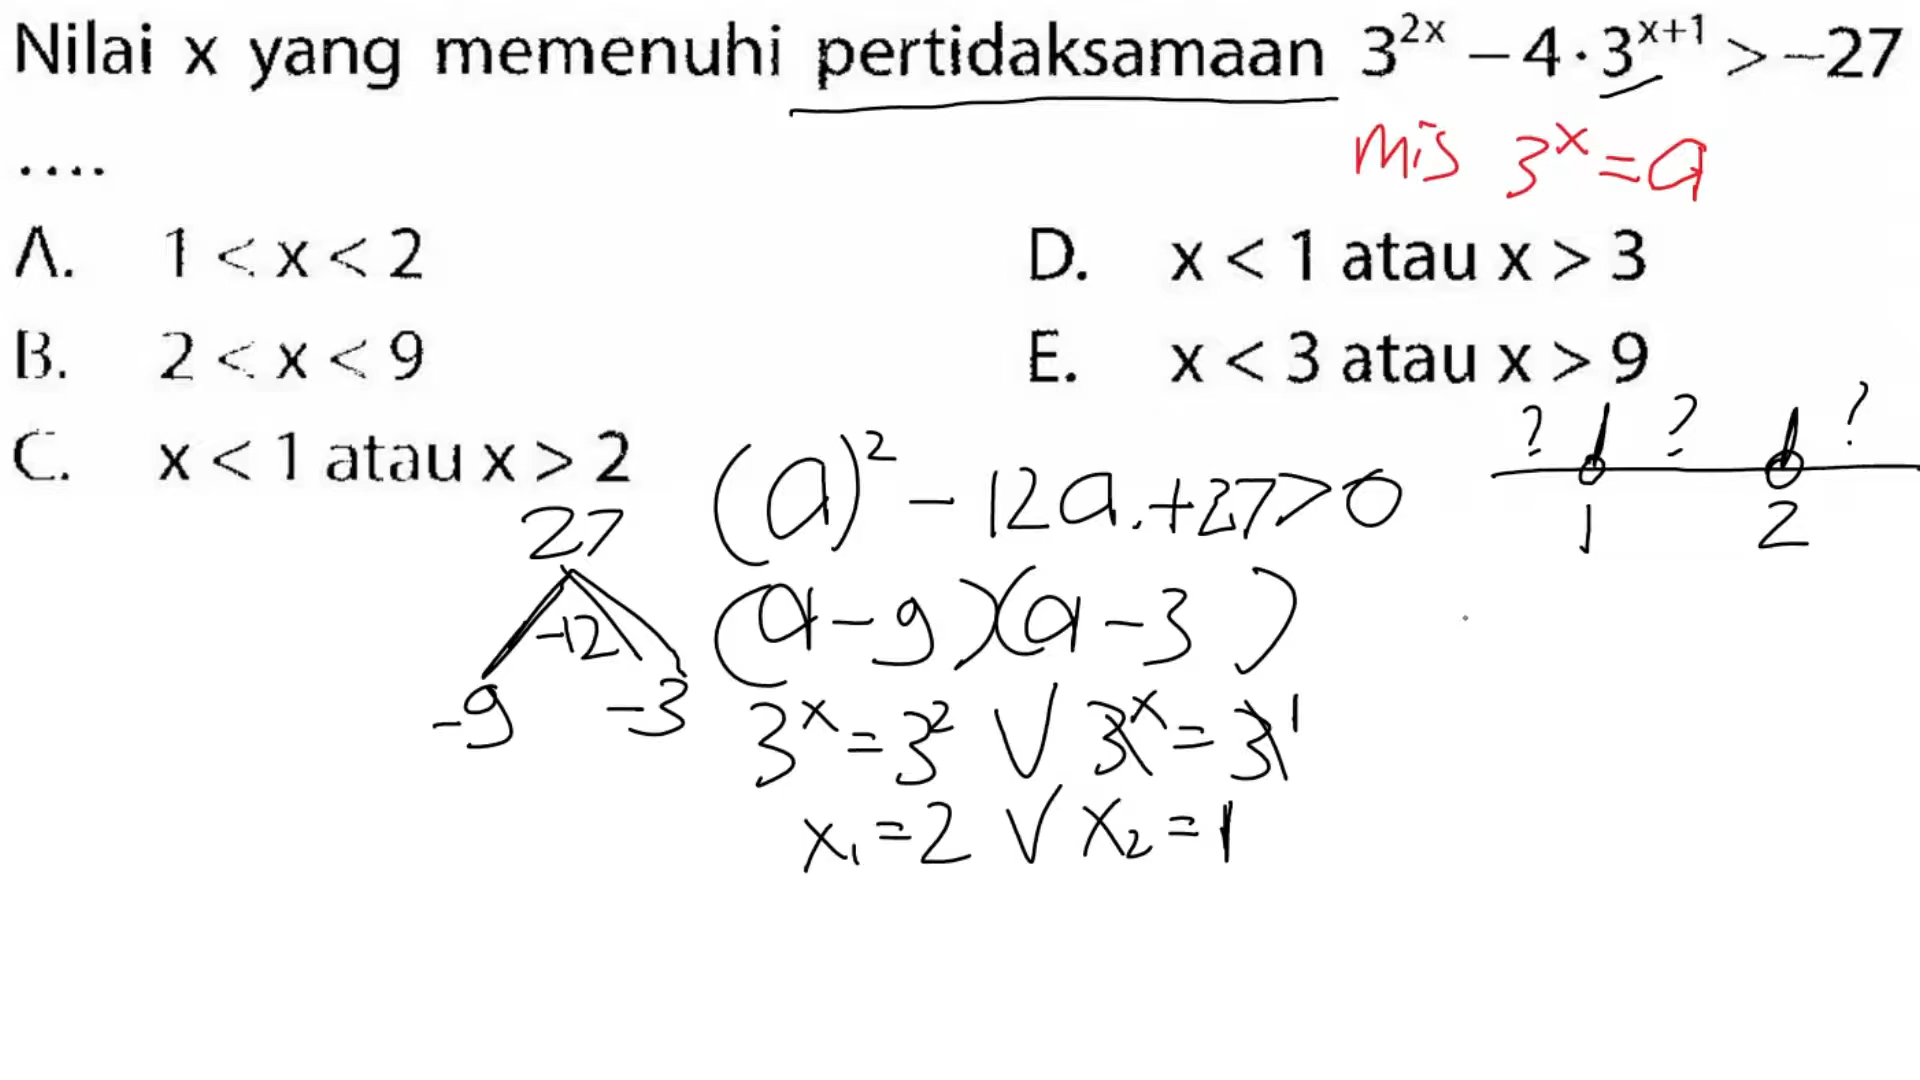 Nilai x yang memenuhi pertidaksamaan 3^{2x} – 4 · 3^{x+1} > –27
....
mis 3^x = a
A. 1 < x < 2
D. x < 1 atau x > 3
B. 2 < x < 9
E. x < 3 atau x > 9
C. x < 1 atau x > 2
? ? ?
1 2
(a)² - 12a + 27 > 0
27
-12
-9 -3
(a-9)(a-3)
3^x = 3² V 3^x = 3^1
x₁ = 2 V x₂ = 1